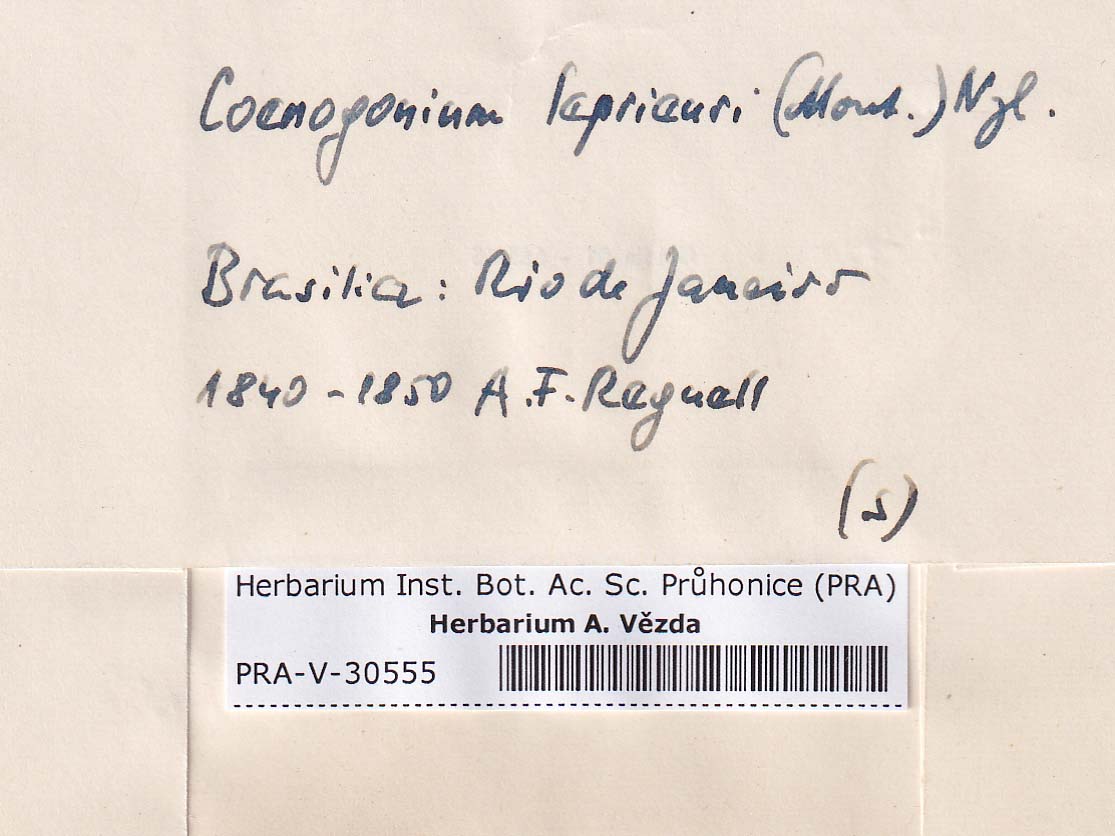 Coenogonium leprieuri (Mont.) Nyl.
Brasilia: Rio de Janeiro
1840-1850 A.F. Regnell
(S)
Herbarium Inst. Bot. Ac. Sc. Průhonice (PRA)
Herbarium A. Vězda
PRA-V-30555